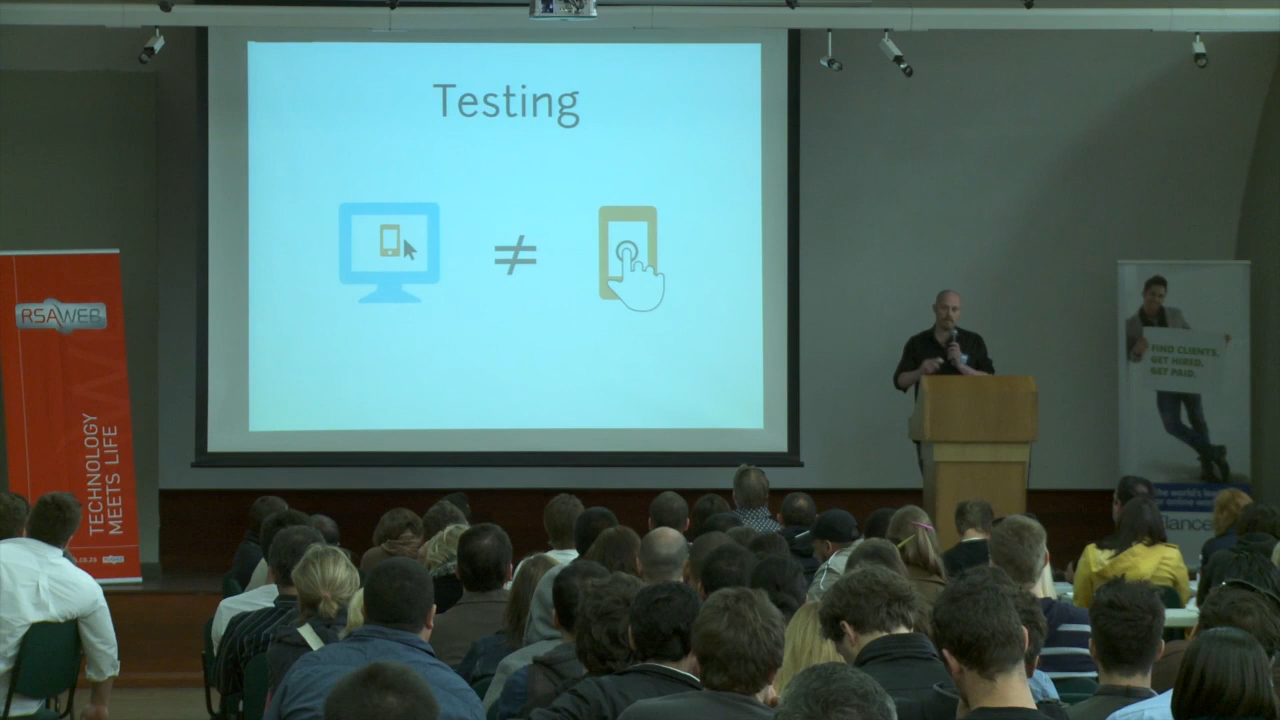 Testing
≠
RSAWEB
TECHNOLOGY
MEETS LIFE
FIND CLIENTS.
GET HIRED.
GET PAID.